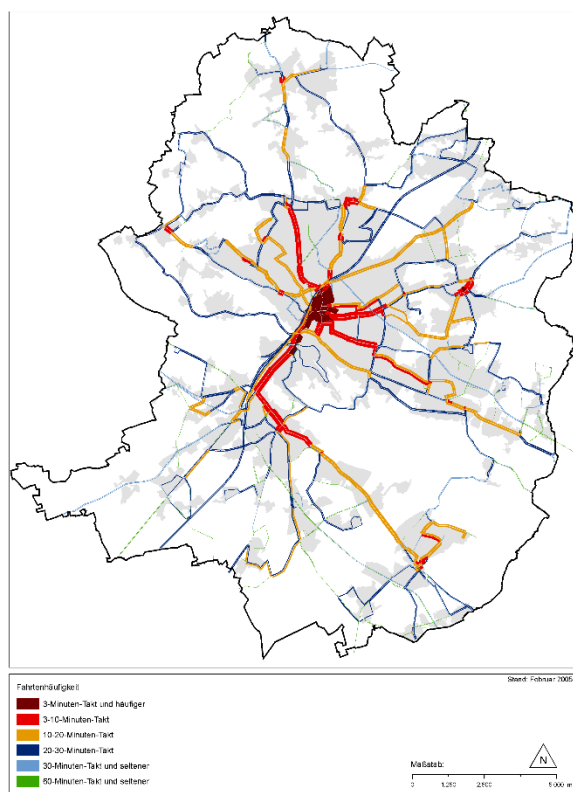 Stand: Februar 2005
Fahrtenhäufigkeit
3-Minuten-Takt und häufiger
3-10-Minuten-Takt
10-20-Minuten-Takt
20-30-Minuten-Takt
30-Minuten-Takt und seltener
60-Minuten-Takt und seltener
Maßstab:
N
0 1.250 2.500 5.000 m